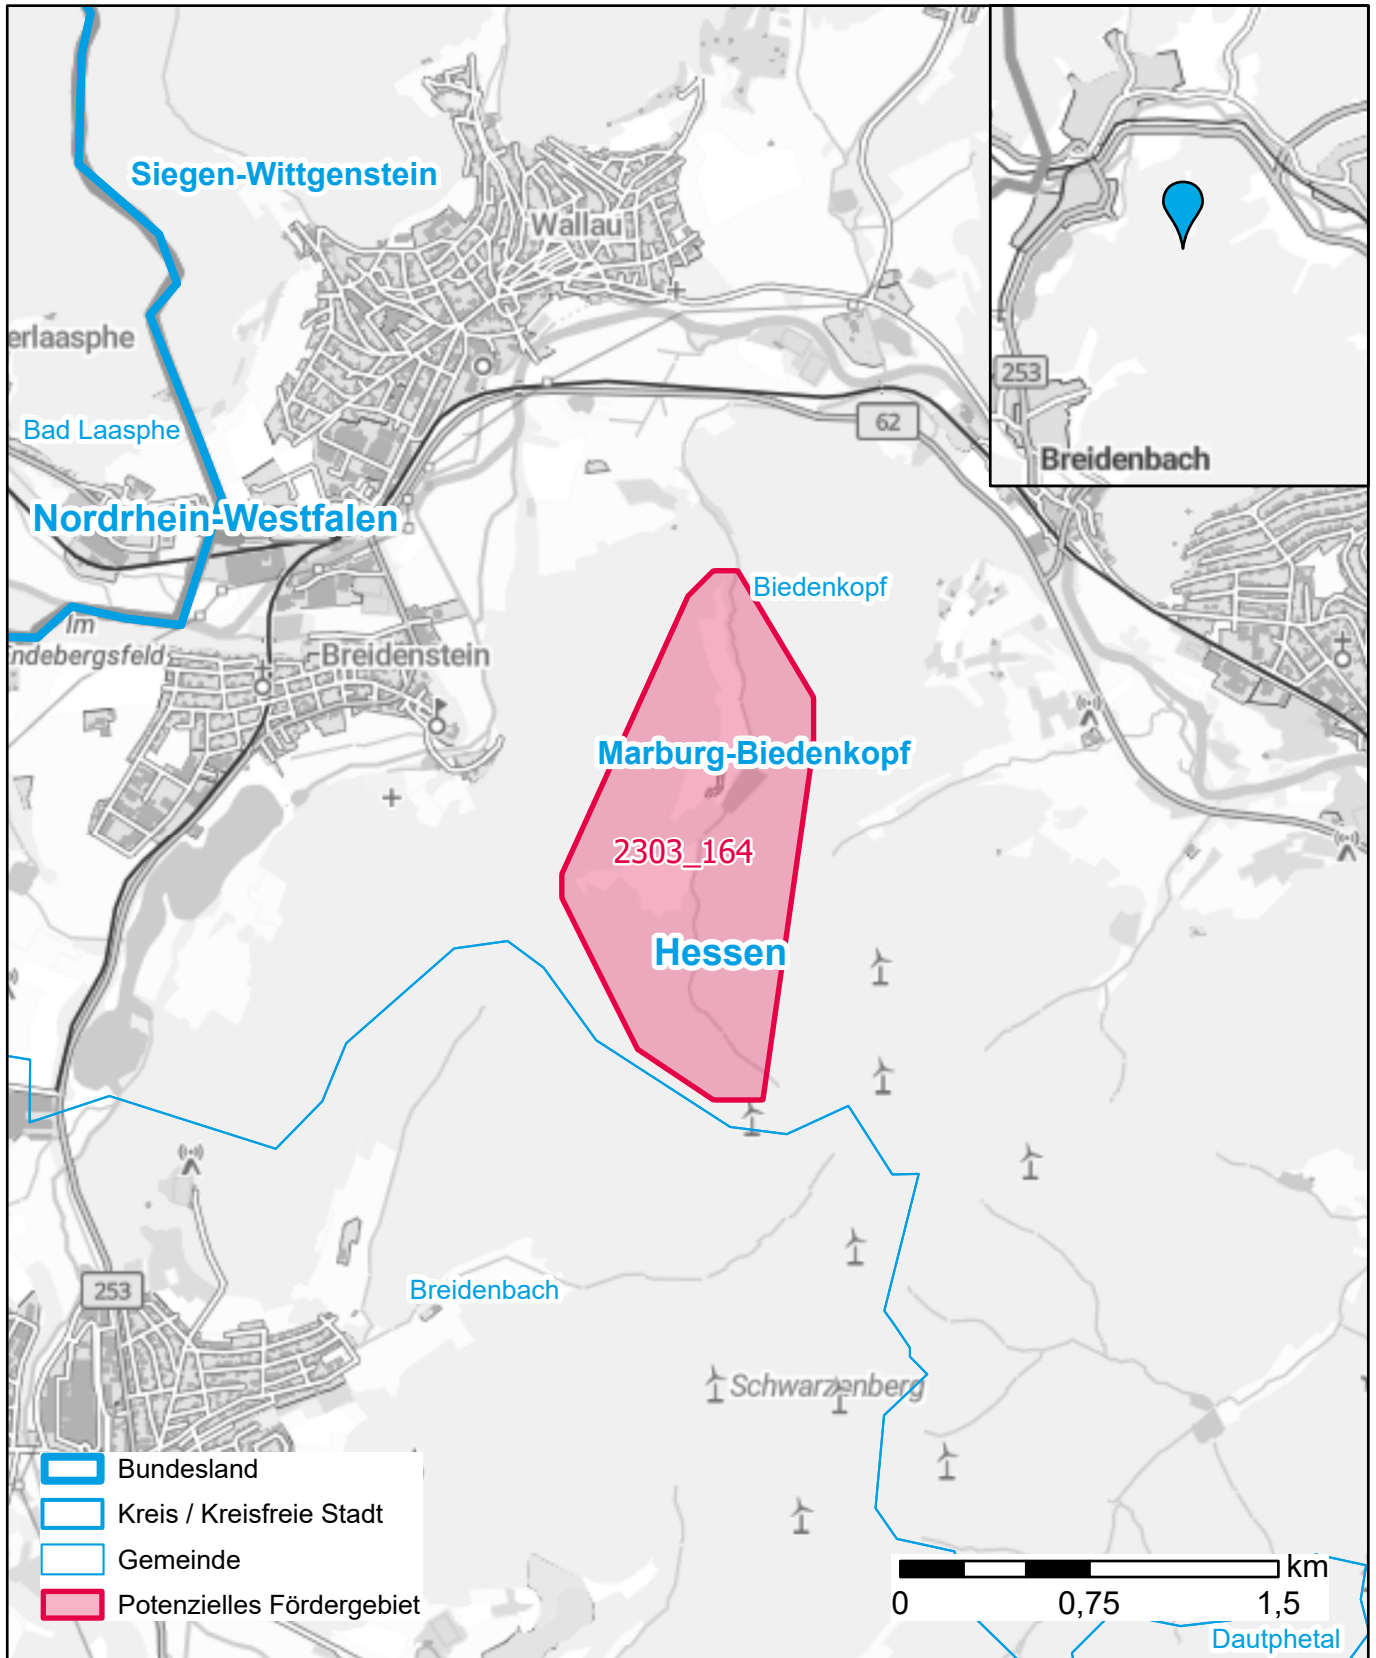 Siegen-Wittgenstein
Wallau
erlaasphe
Bad Laasphe
62
253
Breidenbach
Nordrhein-Westfalen
Biedenkopf
Im
ndebergsfeld
Breidenstein
Marburg-Biedenkopf
2303_164
Hessen
253
Breidenbach
Schwarzenberg
Bundesland
Kreis / Kreisfreie Stadt
Gemeinde
Potenzielles Fördergebiet
km
0 0,75 1,5
Dautphetal